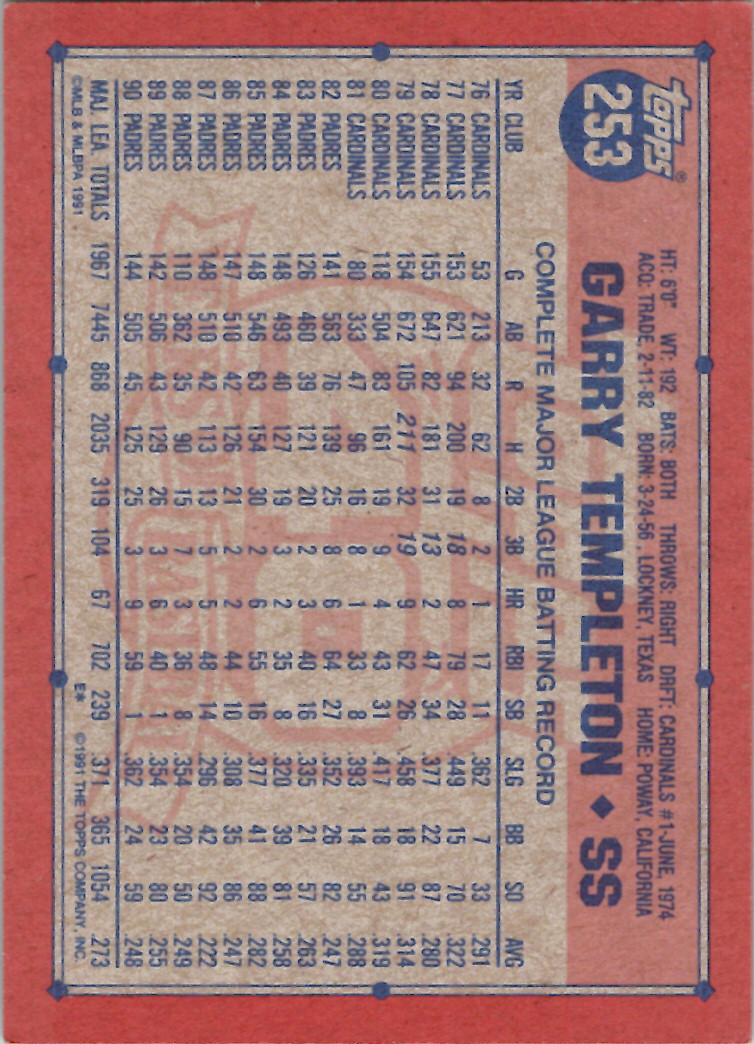 topps®
253
HT: 6'0" WT: 192 BATS: BOTH THROWS: RIGHT DRFT: CARDINALS #1-JUNE, 1974
ACQ: TRADE, 2-11-82 BORN: 3-24-56, LOCKNEY, TEXAS HOME: POWAY, CALIFORNIA
GARRY TEMPLETON ♦ SS
COMPLETE MAJOR LEAGUE BATTING RECORD
YR CLUB G AB R H 2B 3B HR RBI SB SLG BB SO AVG
76 CARDINALS 53 213 32 62 8 2 1 17 11 .362 7 33 .291
77 CARDINALS 153 621 94 200 19 18 8 79 28 .449 15 70 .322
78 CARDINALS 155 647 82 181 31 13 2 47 34 .377 22 87 .280
79 CARDINALS 154 672 105 211 32 19 9 62 26 .458 18 91 .314
80 CARDINALS 118 504 83 161 19 9 4 43 31 .417 18 43 .319
81 CARDINALS 80 333 47 96 16 8 1 33 8 .393 14 55 .288
82 PADRES 141 563 76 139 25 8 6 64 27 .352 26 82 .247
83 PADRES 126 460 39 121 20 2 3 40 16 .335 21 57 .263
84 PADRES 148 493 40 127 19 3 2 35 8 .320 39 81 .258
85 PADRES 148 546 63 154 30 2 6 55 16 .377 41 88 .282
86 PADRES 147 510 42 126 21 2 2 44 10 .308 35 86 .247
87 PADRES 148 510 42 113 13 5 5 48 14 .296 42 92 .222
88 PADRES 110 362 35 90 15 7 3 36 8 .354 20 50 .249
89 PADRES 142 506 43 129 26 3 6 40 1 .354 23 80 .255
90 PADRES 144 505 45 125 25 3 9 59 1 .362 24 59 .248
MAJ. LEA. TOTALS 1967 7445 868 2035 319 104 67 702 239 .371 365 1054 .273
©MLB & MLBPA 1991 E* ©1991 THE TOPPS COMPANY, INC.